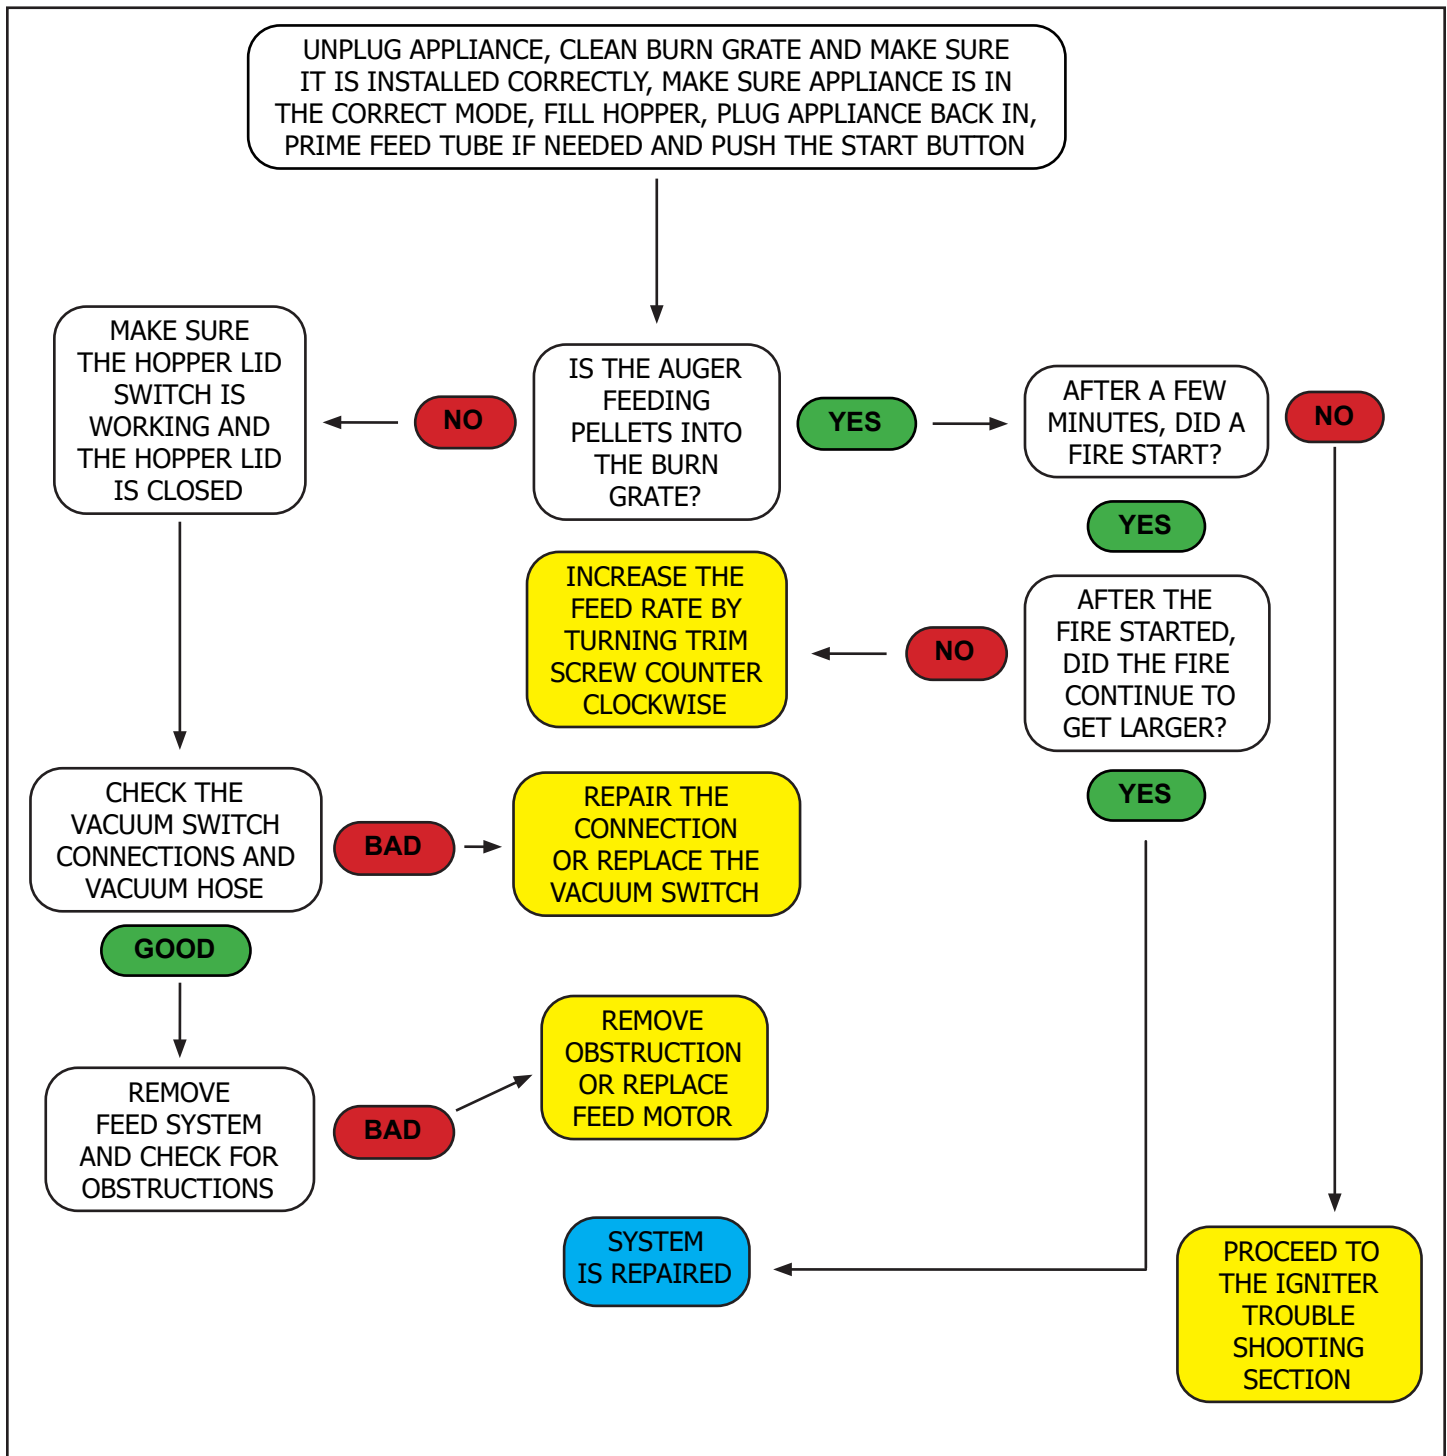 UNPLUG APPLIANCE, CLEAN BURN GRATE AND MAKE SURE
IT IS INSTALLED CORRECTLY, MAKE SURE APPLIANCE IS IN
THE CORRECT MODE, FILL HOPPER, PLUG APPLIANCE BACK IN,
PRIME FEED TUBE IF NEEDED AND PUSH THE START BUTTON
MAKE SURE
THE HOPPER LID
SWITCH IS
WORKING AND
THE HOPPER LID
IS CLOSED
NO
IS THE AUGER
FEEDING
PELLETS INTO
THE BURN
GRATE?
YES
AFTER A FEW
MINUTES, DID A
FIRE START?
NO
YES
INCREASE THE
FEED RATE BY
TURNING TRIM
SCREW COUNTER
CLOCKWISE
NO
AFTER THE
FIRE STARTED,
DID THE FIRE
CONTINUE TO
GET LARGER?
YES
CHECK THE
VACUUM SWITCH
CONNECTIONS AND
VACUUM HOSE
BAD
REPAIR THE
CONNECTION
OR REPLACE THE
VACUUM SWITCH
GOOD
REMOVE
FEED SYSTEM
AND CHECK FOR
OBSTRUCTIONS
BAD
REMOVE
OBSTRUCTION
OR REPLACE
FEED MOTOR
SYSTEM
IS REPAIRED
PROCEED TO
THE IGNITER
TROUBLE
SHOOTING
SECTION